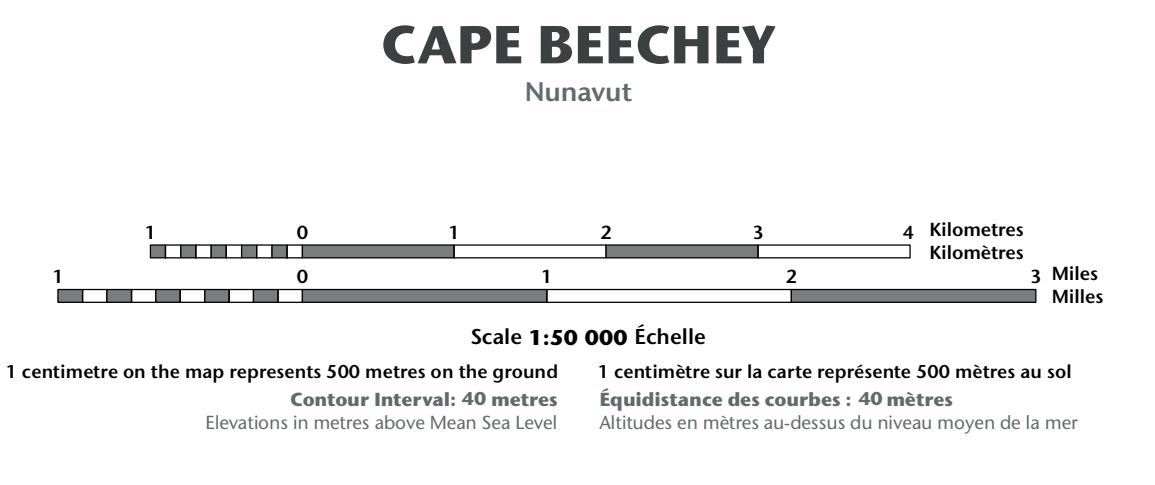 CAPE BEECHEY
Nunavut
1 0 1 2 3 4 Kilometres
Kilomètres
1 0 1 2 3 Miles
Milles
Scale 1:50 000 Échelle
1 centimetre on the map represents 500 metres on the ground
1 centimètre sur la carte représente 500 mètres au sol
Contour Interval: 40 metres
Équidistance des courbes : 40 mètres
Elevations in metres above Mean Sea Level
Altitudes en mètres au-dessus du niveau moyen de la mer